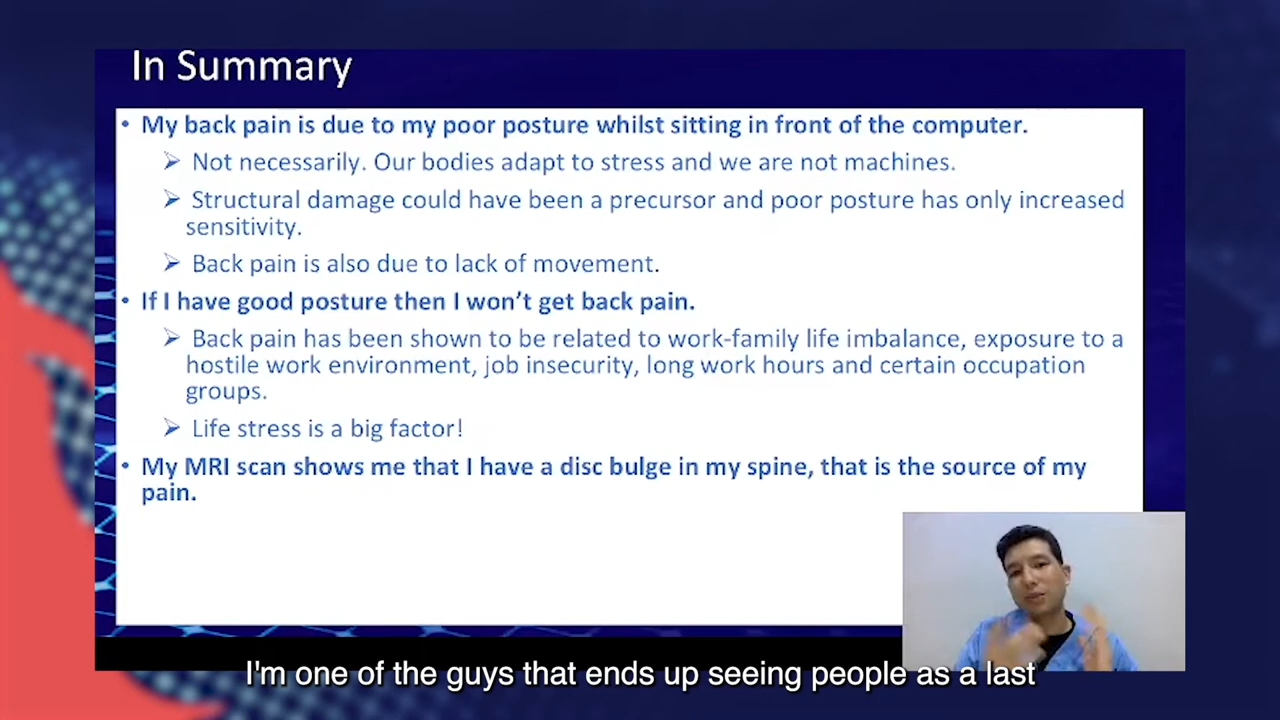 In Summary
• My back pain is due to my poor posture whilst sitting in front of the computer.
➢ Not necessarily. Our bodies adapt to stress and we are not machines.
➢ Structural damage could have been a precursor and poor posture has only increased
sensitivity.
➢ Back pain is also due to lack of movement.
• If I have good posture then I won't get back pain.
➢ Back pain has been shown to be related to work-family life imbalance, exposure to a
hostile work environment, job insecurity, long work hours and certain occupation
groups.
➢ Life stress is a big factor!
• My MRI scan shows me that I have a disc bulge in my spine, that is the source of my
pain.
I'm one of the guys that ends up seeing people as a last